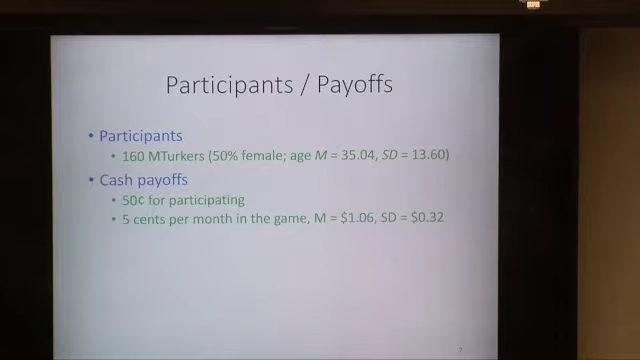 Participants / Payoffs
• Participants
• 160 MTurkers (50% female; age M = 35.04, SD = 13.60)
• Cash payoffs
• 50¢ for participating
• 5 cents per month in the game, M = $1.06, SD = $0.32